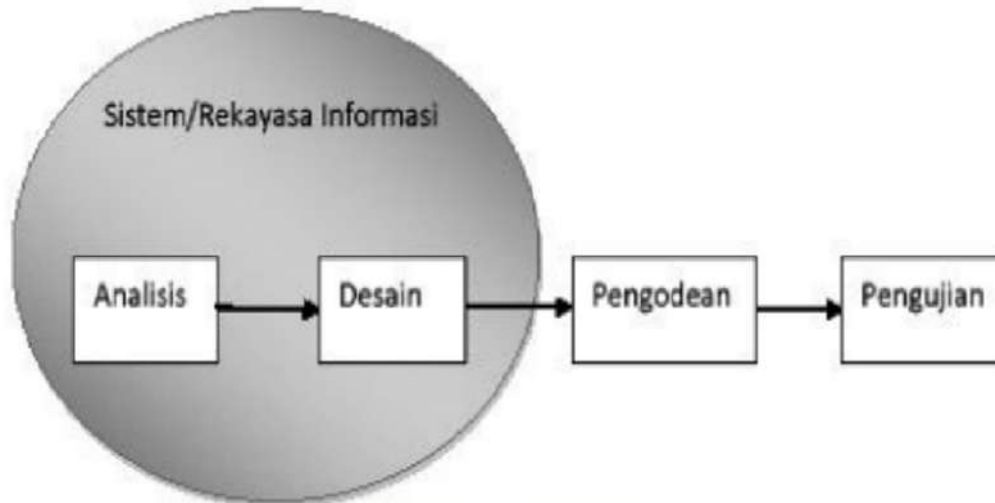 Sistem/Rekayasa Informasi
Analisis
Desain
Pengodean
Pengujian